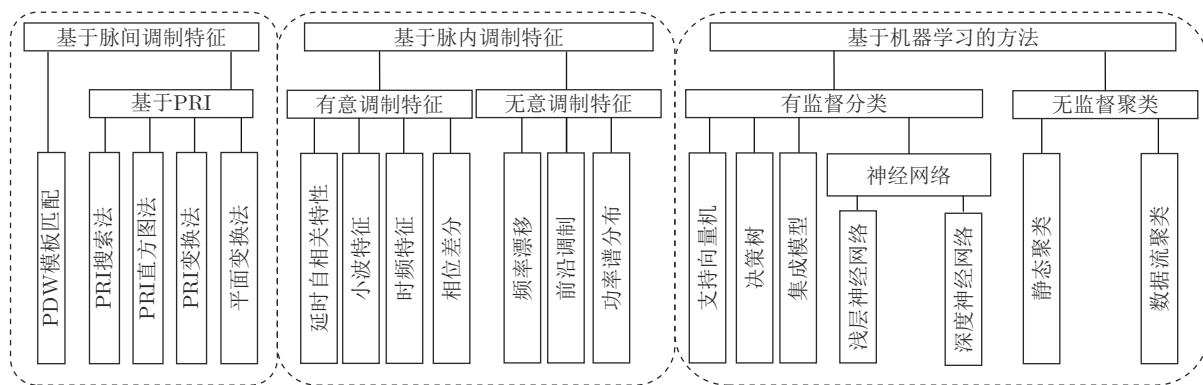 基于脉间调制特征
基于PRI
PDW模板匹配
PRI搜索法
PRI直方图法
PRI变换法
平面变换法
基于脉内调制特征
有意调制特征
无意调制特征
延时自相关特性
小波特征
时频特征
相位差分
频率漂移
前沿调制
功率谱分布
基于机器学习的方法
有监督分类
无监督聚类
支持向量机
决策树
集成模型
神经网络
浅层神经网络
深度神经网络
静态聚类
数据流聚类